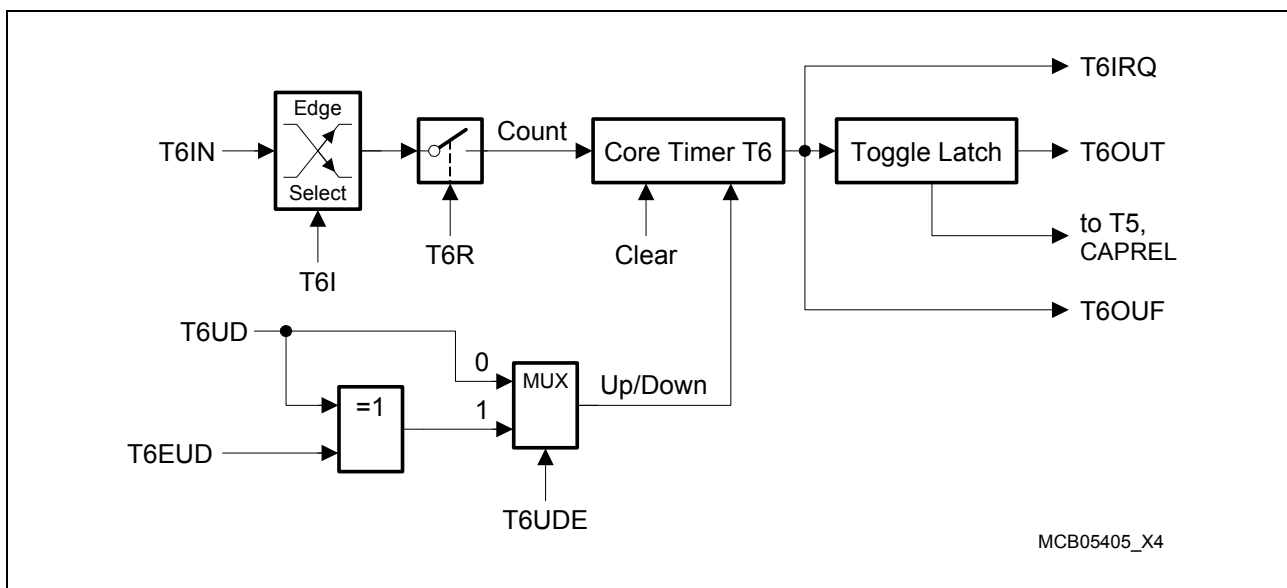 T6IRQ
Edge
Count
T6IN
Core Timer T6
Toggle Latch
T6OUT
Select
to T5,
CAPREL
T6R
Clear
T6I
T6OUF
T6UD
0
MUX
Up/Down
=1
1
T6EUD
T6UDE
MCB05405_X4